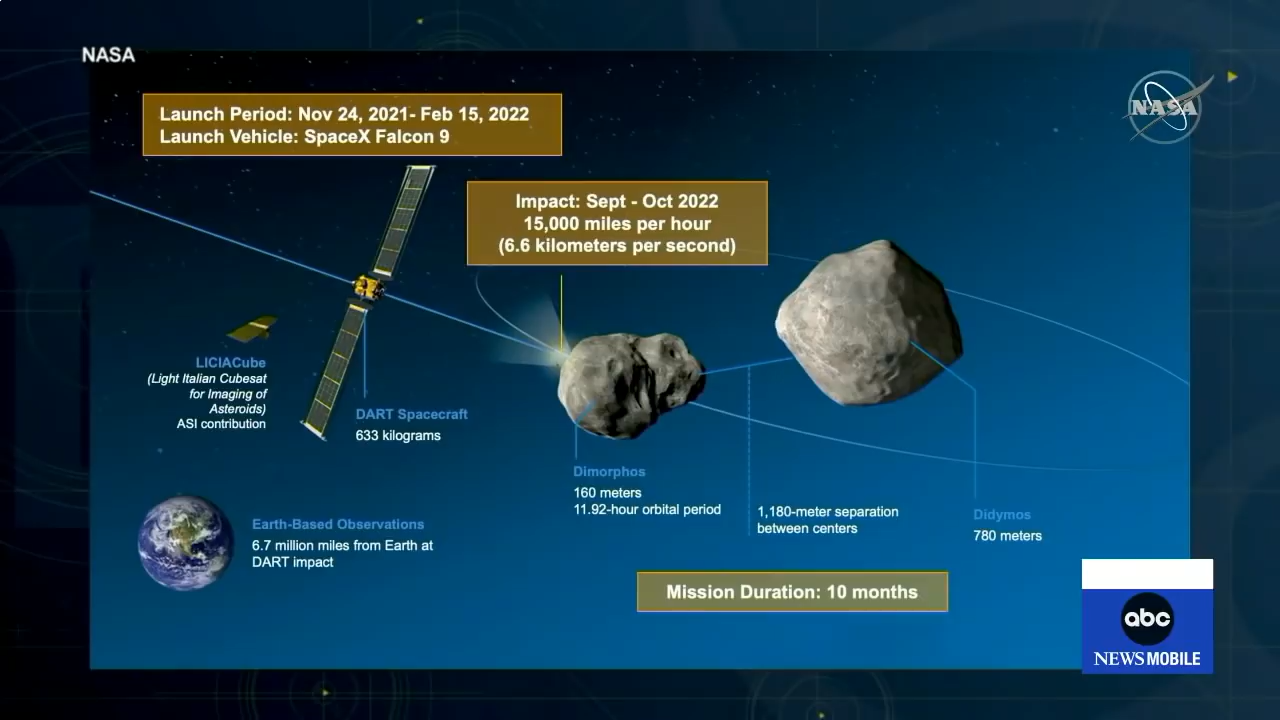 NASA
NASA
Launch Period: Nov 24, 2021- Feb 15, 2022
Launch Vehicle: SpaceX Falcon 9
Impact: Sept - Oct 2022
15,000 miles per hour
(6.6 kilometers per second)
LICIACube
(Light Italian Cubesat
for Imaging of
Asteroids)
ASI contribution
DART Spacecraft
633 kilograms
Dimorphos
160 meters
11.92-hour orbital period
1,180-meter separation
between centers
Didymos
780 meters
Earth-Based Observations
6.7 million miles from Earth at
DART impact
Mission Duration: 10 months
abc
NEWS MOBILE